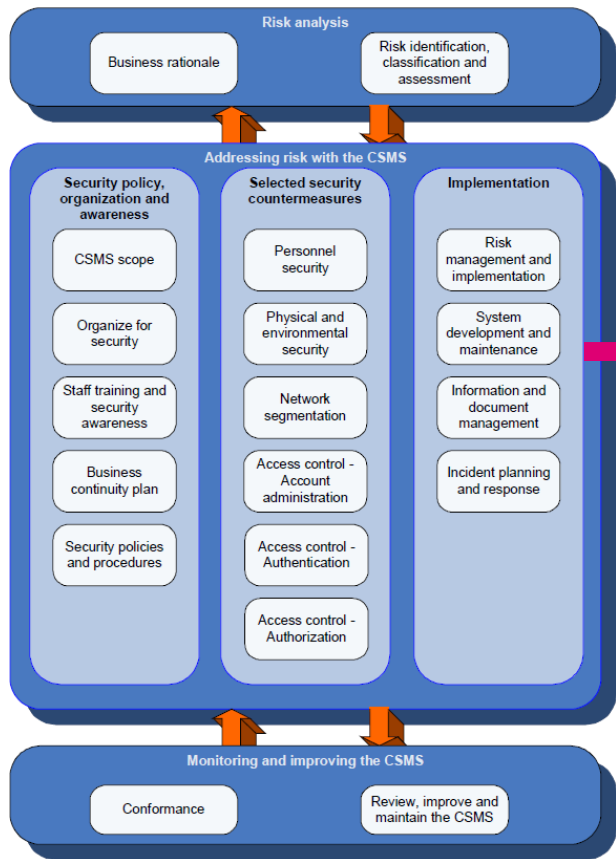 Risk analysis
Business rationale
Risk identification,
classification and
assessment
Addressing risk with the CSMS
Security policy,
organization and
awareness
CSMS scope
Organize for
security
Staff training and
security
awareness
Business
continuity plan
Security policies
and procedures
Selected security
countermeasures
Personnel
security
Physical and
environmental
security
Network
segmentation
Access control -
Account
administration
Access control -
Authentication
Access control -
Authorization
Implementation
Risk
management and
implementation
System
development and
maintenance
Information and
document
management
Incident planning
and response
Monitoring and improving the CSMS
Conformance
Review, improve and
maintain the CSMS